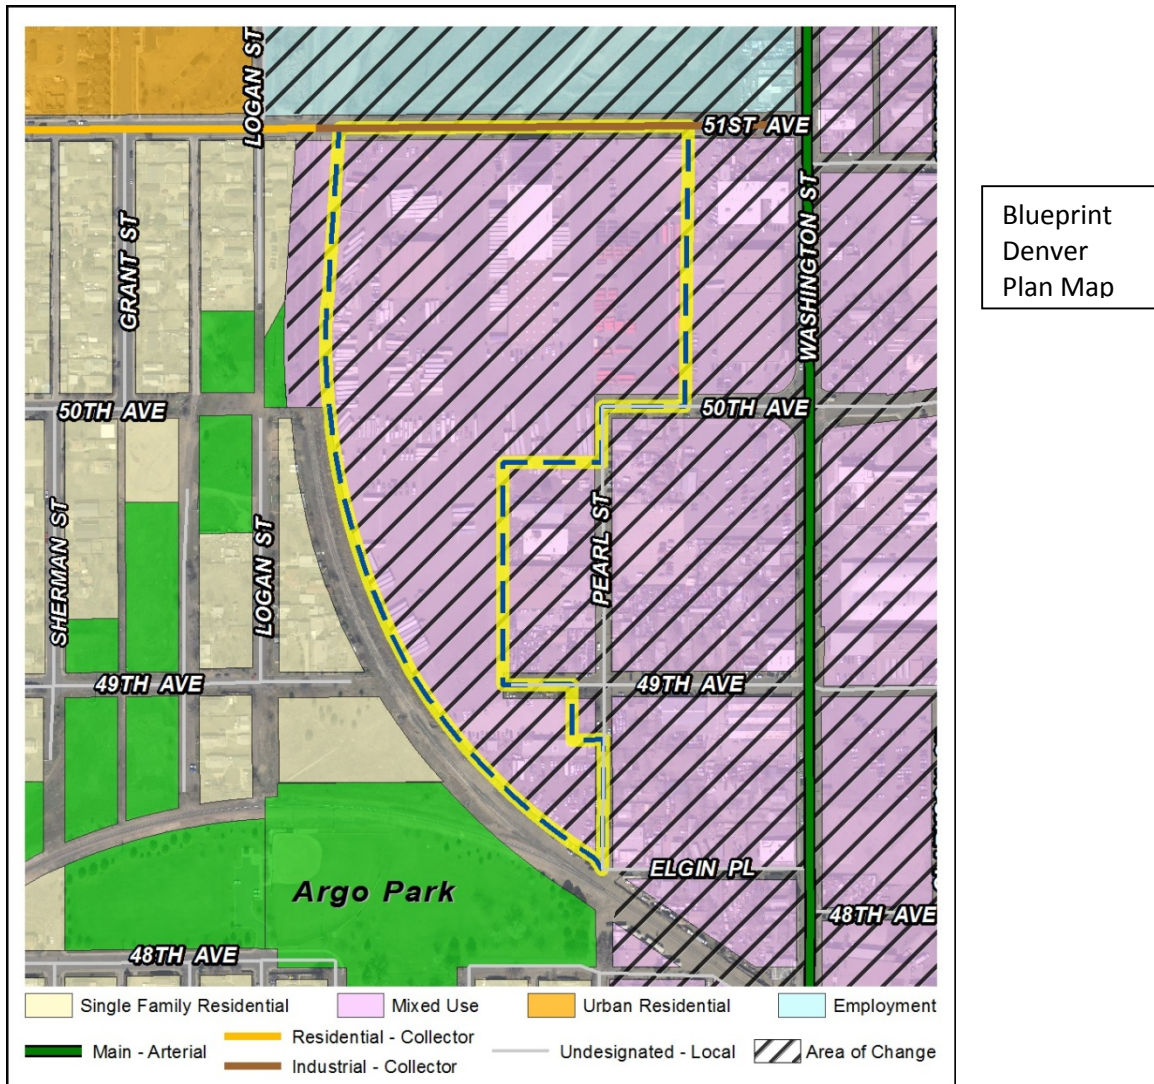 LOGAN ST
51ST AVE
Blueprint
Denver
Plan Map
GRANT ST
WASHINGTON ST
50TH AVE
50TH AVE
SHERMAN ST
LOGAN ST
PEARL ST
49TH AVE
49TH AVE
ELGIN PL
Argo Park
48TH AVE
48TH AVE
Single Family Residential
Mixed Use
Urban Residential
Employment
Main - Arterial
Residential - Collector
Industrial - Collector
Undesignated - Local
Area of Change